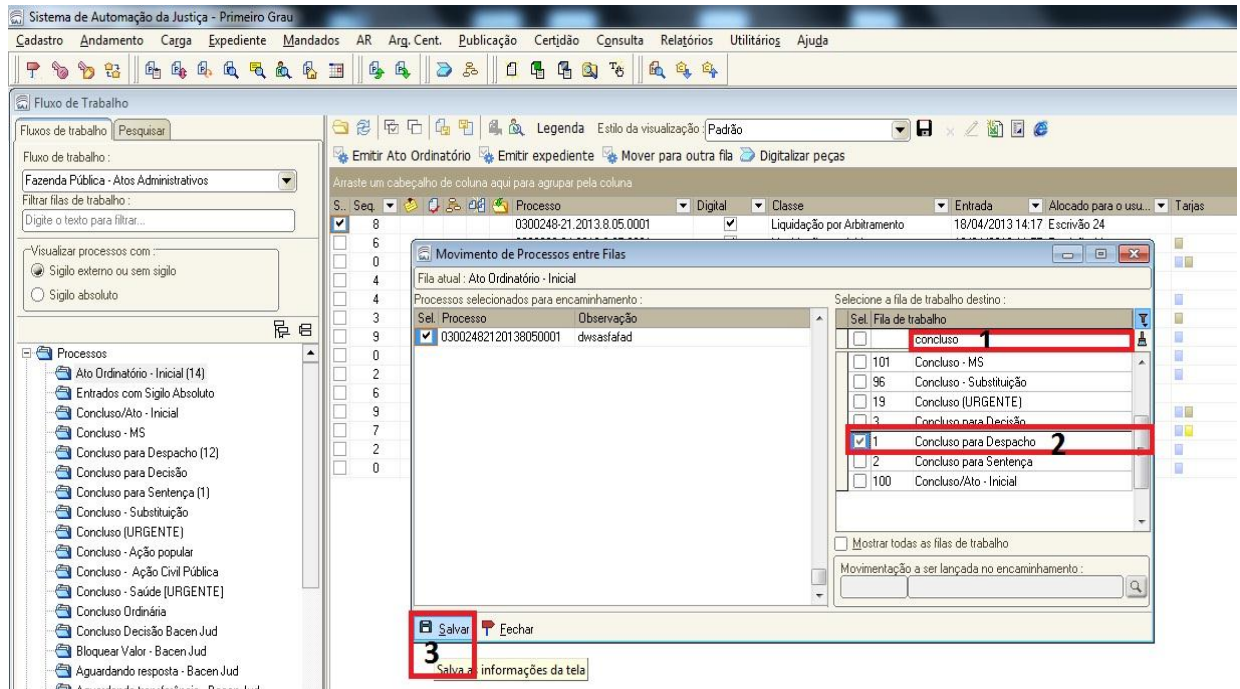 Sistema de Automação da Justiça - Primeiro Grau
Cadastro Andamento Carga Expediente Mandados AR Arq. Cent. Publicação Certidão Consulta Relatórios Utilitários Ajuda
Fluxo de Trabalho
Fluxos de trabalho Pesquisar
Legenda Estilo da visualização : Padrão
Fluxo de trabalho :
Emitir Ato Ordinatório Emitir expediente Mover para outra fila Digitalizar peças
Fazenda Pública - Atos Administrativos
Arraste um cabeçalho de coluna aqui para agrupar pela coluna
Filtrar filas de trabalho :
S.. Seq. Processo Digital Classe Entrada Alocado para o usu... Tarjas
Digite o texto para filtrar...
8 0300248-21.2013.8.05.0001 Liquidação por Arbitramento 18/04/2013 14:17 Escrivão 24
Visualizar processos com :
Sigilo externo ou sem sigilo
Sigilo absoluto
6
0
4
4
3
9
0
2
6
9
7
2
0
Movimento de Processos entre Filas
Fila atual : Ato Ordinatório - Inicial
Processos selecionados para encaminhamento :
Sel. Processo Observação
03002482120138050001 dwsasfafad
Selecione a fila de trabalho destino :
Sel. Fila de trabalho
concluso 1
101 Concluso - MS
96 Concluso - Substituição
19 Concluso (URGENTE)
3 Concluso para Decisão
1 Concluso para Despacho 2
2 Concluso para Sentença
100 Concluso/Ato - Inicial
Mostrar todas as filas de trabalho
Movimentação a ser lançada no encaminhamento :
Salvar Fechar
3
Salva as informações da tela
Processos
Ato Ordinatório - Inicial (14)
Entrados com Sigilo Absoluto
Concluso/Ato - Inicial
Concluso - MS
Concluso para Despacho (12)
Concluso para Decisão
Concluso para Sentença (1)
Concluso - Substituição
Concluso (URGENTE)
Concluso - Ação popular
Concluso - Ação Civil Pública
Concluso - Saúde [URGENTE]
Concluso Ordinária
Concluso Decisão Bacen Jud
Bloquear Valor - Bacen Jud
Aguardando resposta - Bacen Jud